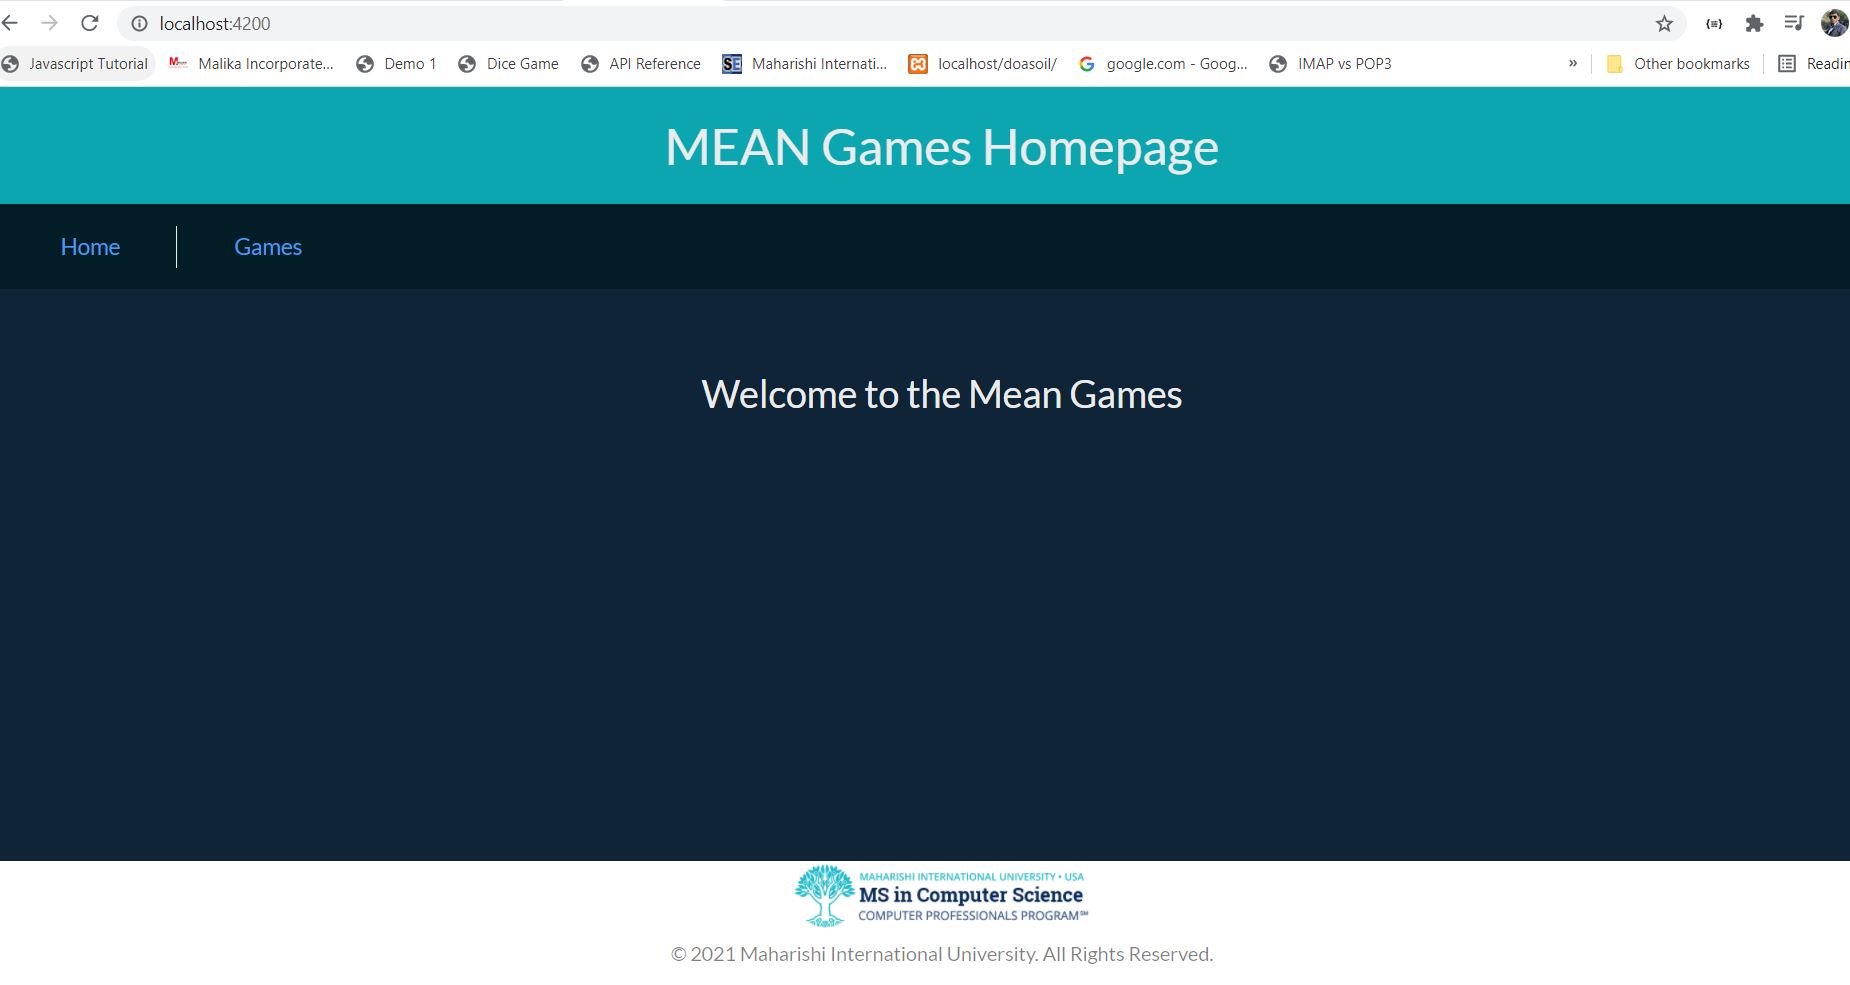 localhost:4200
Javascript Tutorial Malika Incorporate... Demo 1 Dice Game API Reference Maharishi Internati... localhost/doasoil/ google.com - Goog... IMAP vs POP3 » Other bookmarks Readin
MEAN Games Homepage
Home Games
Welcome to the Mean Games
MAHARISHI INTERNATIONAL UNIVERSITY • USA
MS in Computer Science
COMPUTER PROFESSIONALS PROGRAM℠
© 2021 Maharishi International University. All Rights Reserved.